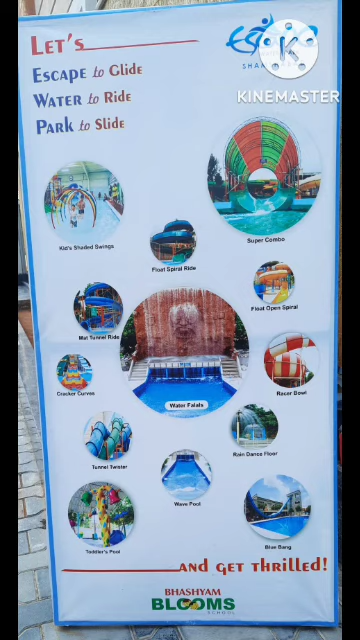 Let's
Escape to Glide
Water to Ride
Park to Slide
K
KINEMASTER
Kid's Shaded Swings
Super Combo
Float Spiral Ride
Float Open Spiral
Mat Tunnel Ride
Cracker Curves
Water Falals
Racer Bowl
Tunnel Twister
Rain Dance Floor
Wave Pool
Toddler's Pool
Blue Bang
AND GET THRILLED!
BHASHYAM
BLOOMS
SCHOOL